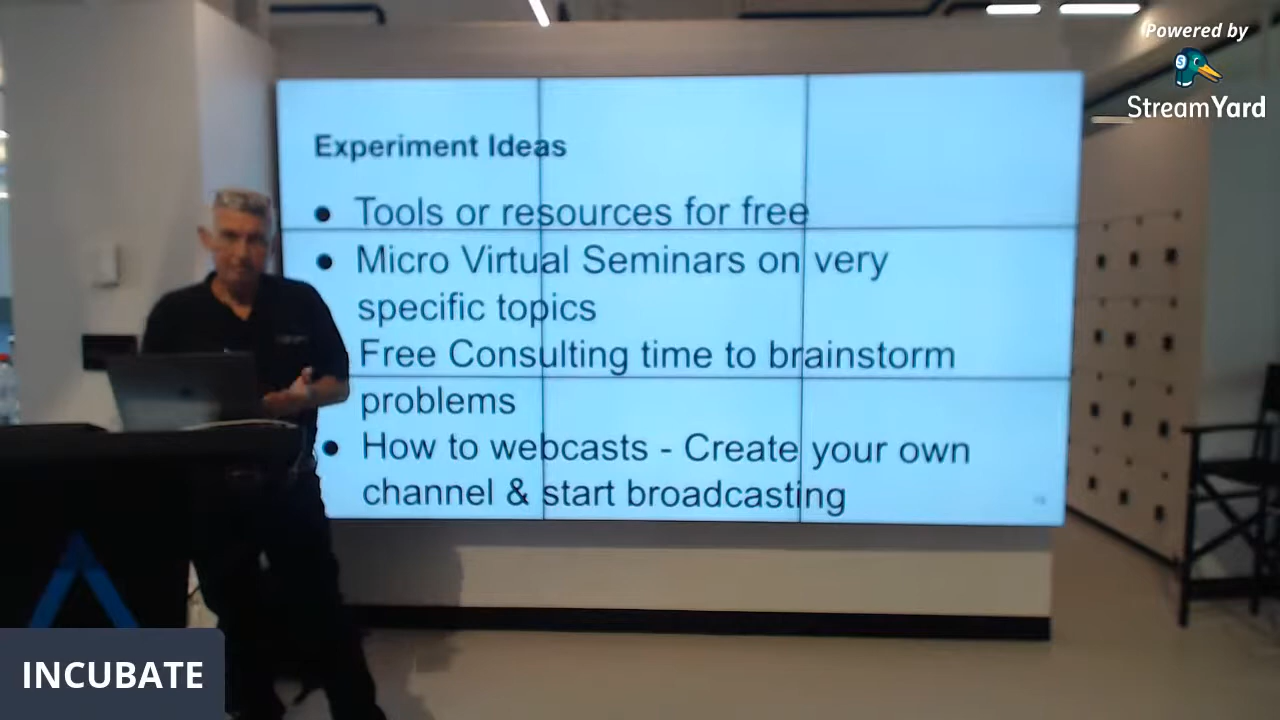 Powered by
StreamYard
Experiment Ideas
● Tools or resources for free
● Micro Virtual Seminars on very
specific topics
Free Consulting time to brainstorm
problems
● How to webcasts - Create your own
channel & start broadcasting
INCUBATE